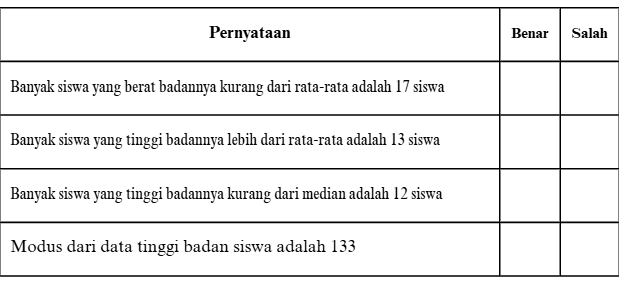 Pernyataan Benar Salah
Banyak siswa yang berat badannya kurang dari rata-rata adalah 17 siswa
Banyak siswa yang tinggi badannya lebih dari rata-rata adalah 13 siswa
Banyak siswa yang tinggi badannya kurang dari median adalah 12 siswa
Modus dari data tinggi badan siswa adalah 133